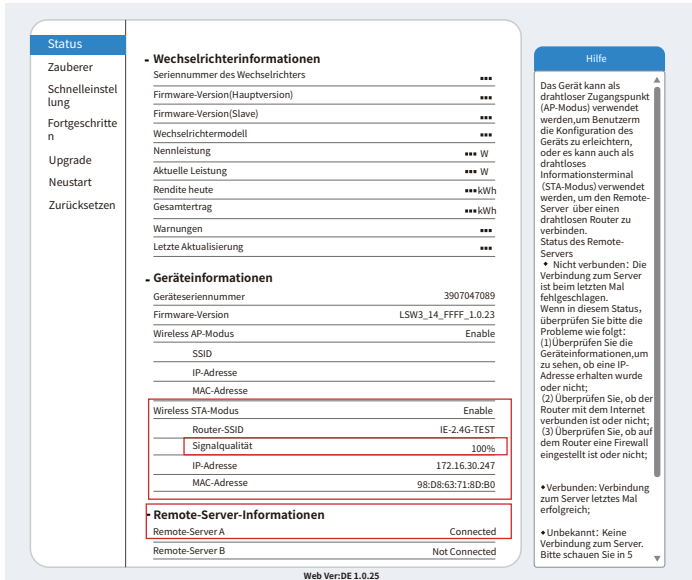 Status
Zauberer
Schnelleinstel
lung
Fortgeschritte
n
Upgrade
Neustart
Zurücksetzen
- Wechselrichterinformationen
Seriennummer des Wechselrichters ---
Firmware-Version(Hauptversion) ---
Firmware-Version(Slave) ---
Wechselrichtermodell ---
Nennleistung --- W
Aktuelle Leistung --- W
Rendite heute --- kWh
Gesamtertrag --- kWh
Warnungen ---
Letzte Aktualisierung ---
- Geräteinformationen
Geräteseriennummer 3907047089
Firmware-Version LSW3_14_FFFF_1.0.23
Wireless AP-Modus Enable
SSID
IP-Adresse
MAC-Adresse
Wireless STA-Modus Enable
Router-SSID IE-2.4G-TEST
Signalqualität 100%
IP-Adresse 172.16.30.247
MAC-Adresse 98:D8:63:71:8D:B0
- Remote-Server-Informationen
Remote-Server A Connected
Remote-Server B Not Connected
Hilfe
Das Gerät kann als
drahtloser Zugangspunkt
(AP-Modus) verwendet
werden,um Benutzerm
die Konfiguration des
Geräts zu erleichtern,
oder es kann auch als
drahtloses
Informationsterminal
(STA-Modus) verwendet
werden, um den Remote-
Server über einen
drahtlosen Router zu
verbinden.
Status des Remote-
Servers
◆ Nicht verbunden: Die
Verbindung zum Server
ist beim letzten Mal
fehlgeschlagen.
Wenn in diesem Status,
überprüfen Sie bitte die
Probleme wie folgt:
(1)Überprüfen Sie die
Geräteinformationen,um
zu sehen, ob eine IP-
Adresse erhalten wurde
oder nicht;
(2)Überprüfen Sie, ob der
Router mit dem Internet
verbunden ist oder nicht;
(3)Überprüfen Sie, ob auf
dem Router eine Firewall
eingestellt ist oder nicht;
◆Verbunden: Verbindung
zum Server letztes Mal
erfolgreich;
◆Unbekannt: Keine
Verbindung zum Server.
Bitte schauen Sie in 5
Web Ver:DE 1.0.25